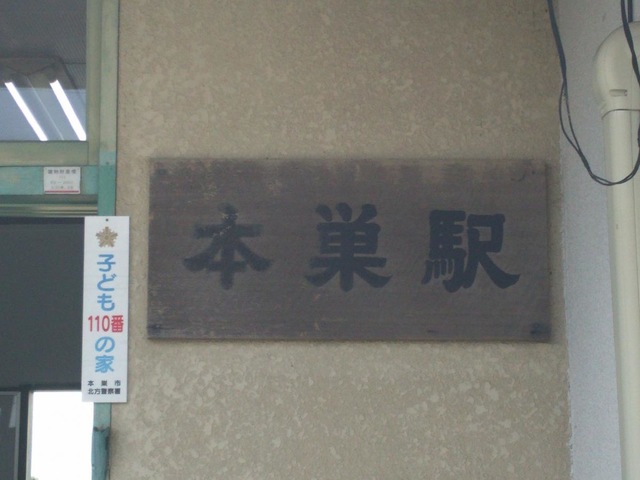 本巣駅
子ども
110番
の家
本巣市
北方警察署